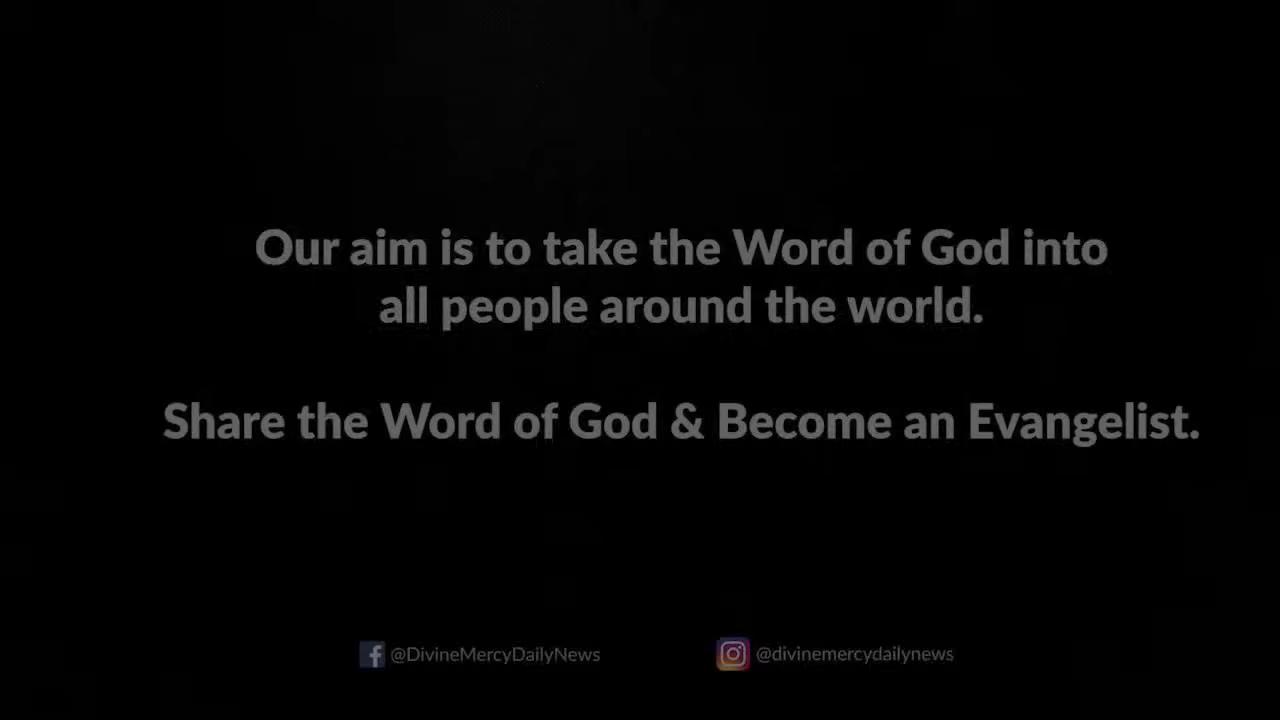 Our aim is to take the Word of God into
all people around the world.
Share the Word of God & Become an Evangelist.
@DivineMercyDailyNews
@divinemercydailynews